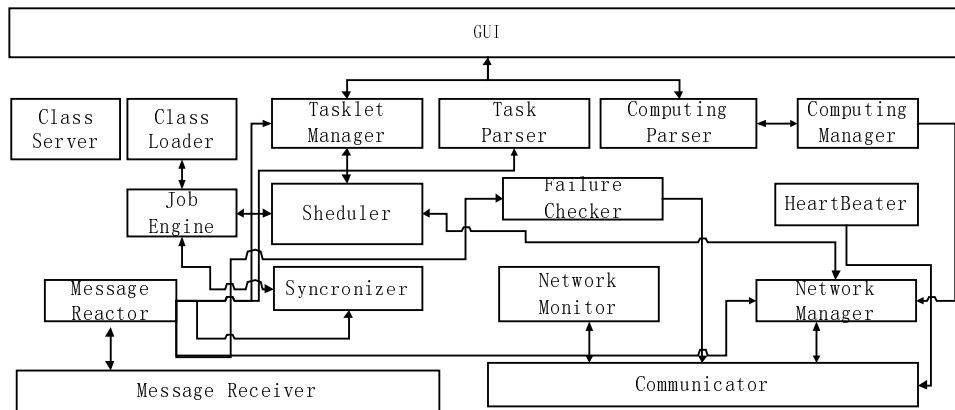 GUI
Class
Server
Class
Loader
Tasklet
Manager
Task
Parser
Computing
Parser
Computing
Manager
Job
Engine
Sheduler
Failure
Checker
HeartBeater
Message
Reactor
Syncronizer
Network
Monitor
Network
Manager
Message Receiver
Communicator